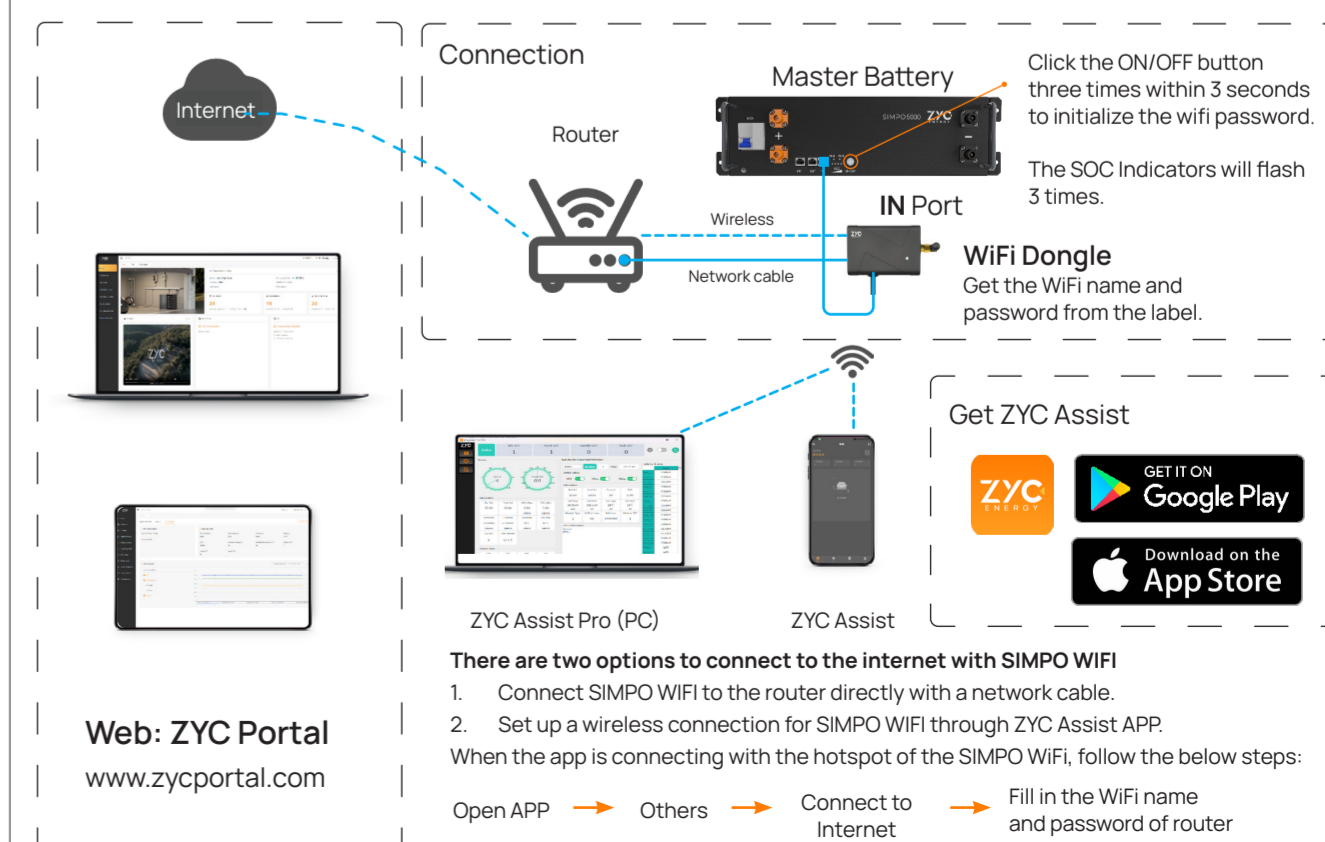 Internet
Web: ZYC Portal
www.zycportal.com
Connection
Router
Master Battery
SIMPO5000 ZYC
ENERGY
Click the ON/OFF button
three times within 3 seconds
to initialize the wifi password.
The SOC Indicators will flash
3 times.
Wireless
Network cable
IN Port
ZYC
WiFi Dongle
Get the WiFi name and
password from the label.
ZYC Assist Pro (PC)
ZYC Assist
Get ZYC Assist
ZYC
ENERGY
GET IT ON
Google Play
Download on the
App Store
There are two options to connect to the internet with SIMPO WIFI
1. Connect SIMPO WIFI to the router directly with a network cable.
2. Set up a wireless connection for SIMPO WIFI through ZYC Assist APP.
When the app is connecting with the hotspot of the SIMPO WiFi, follow the below steps:
Open APP
Others
Connect to
Internet
Fill in the WiFi name
and password of router